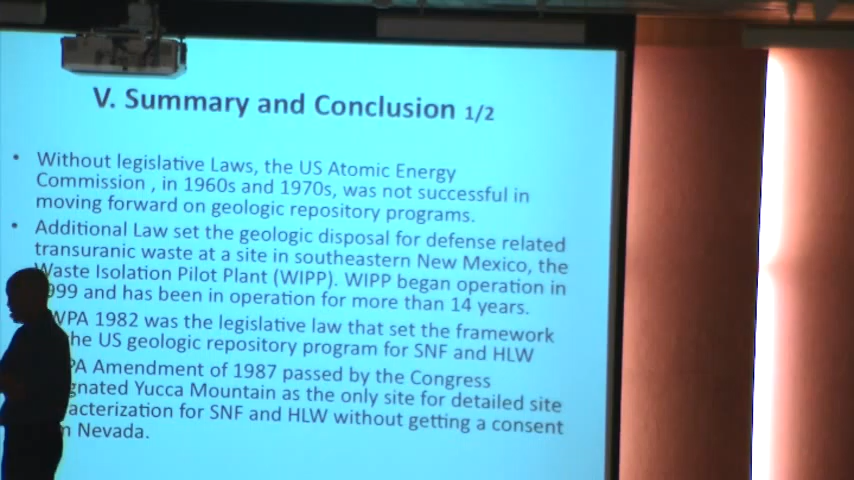 V. Summary and Conclusion 1/2
• Without legislative Laws, the US Atomic Energy
Commission , in 1960s and 1970s, was not successful in
moving forward on geologic repository programs.
• Additional Law set the geologic disposal for defense related
transuranic waste at a site in southeastern New Mexico, the
Waste Isolation Pilot Plant (WIPP). WIPP began operation in
1999 and has been in operation for more than 14 years.
1982 was the legislative law that set the framework
the US geologic repository program for SNF and HLW
Amendment of 1987 passed by the Congress
Yucca Mountain as the only site for detailed site
for SNF and HLW without getting a consent
Nevada.